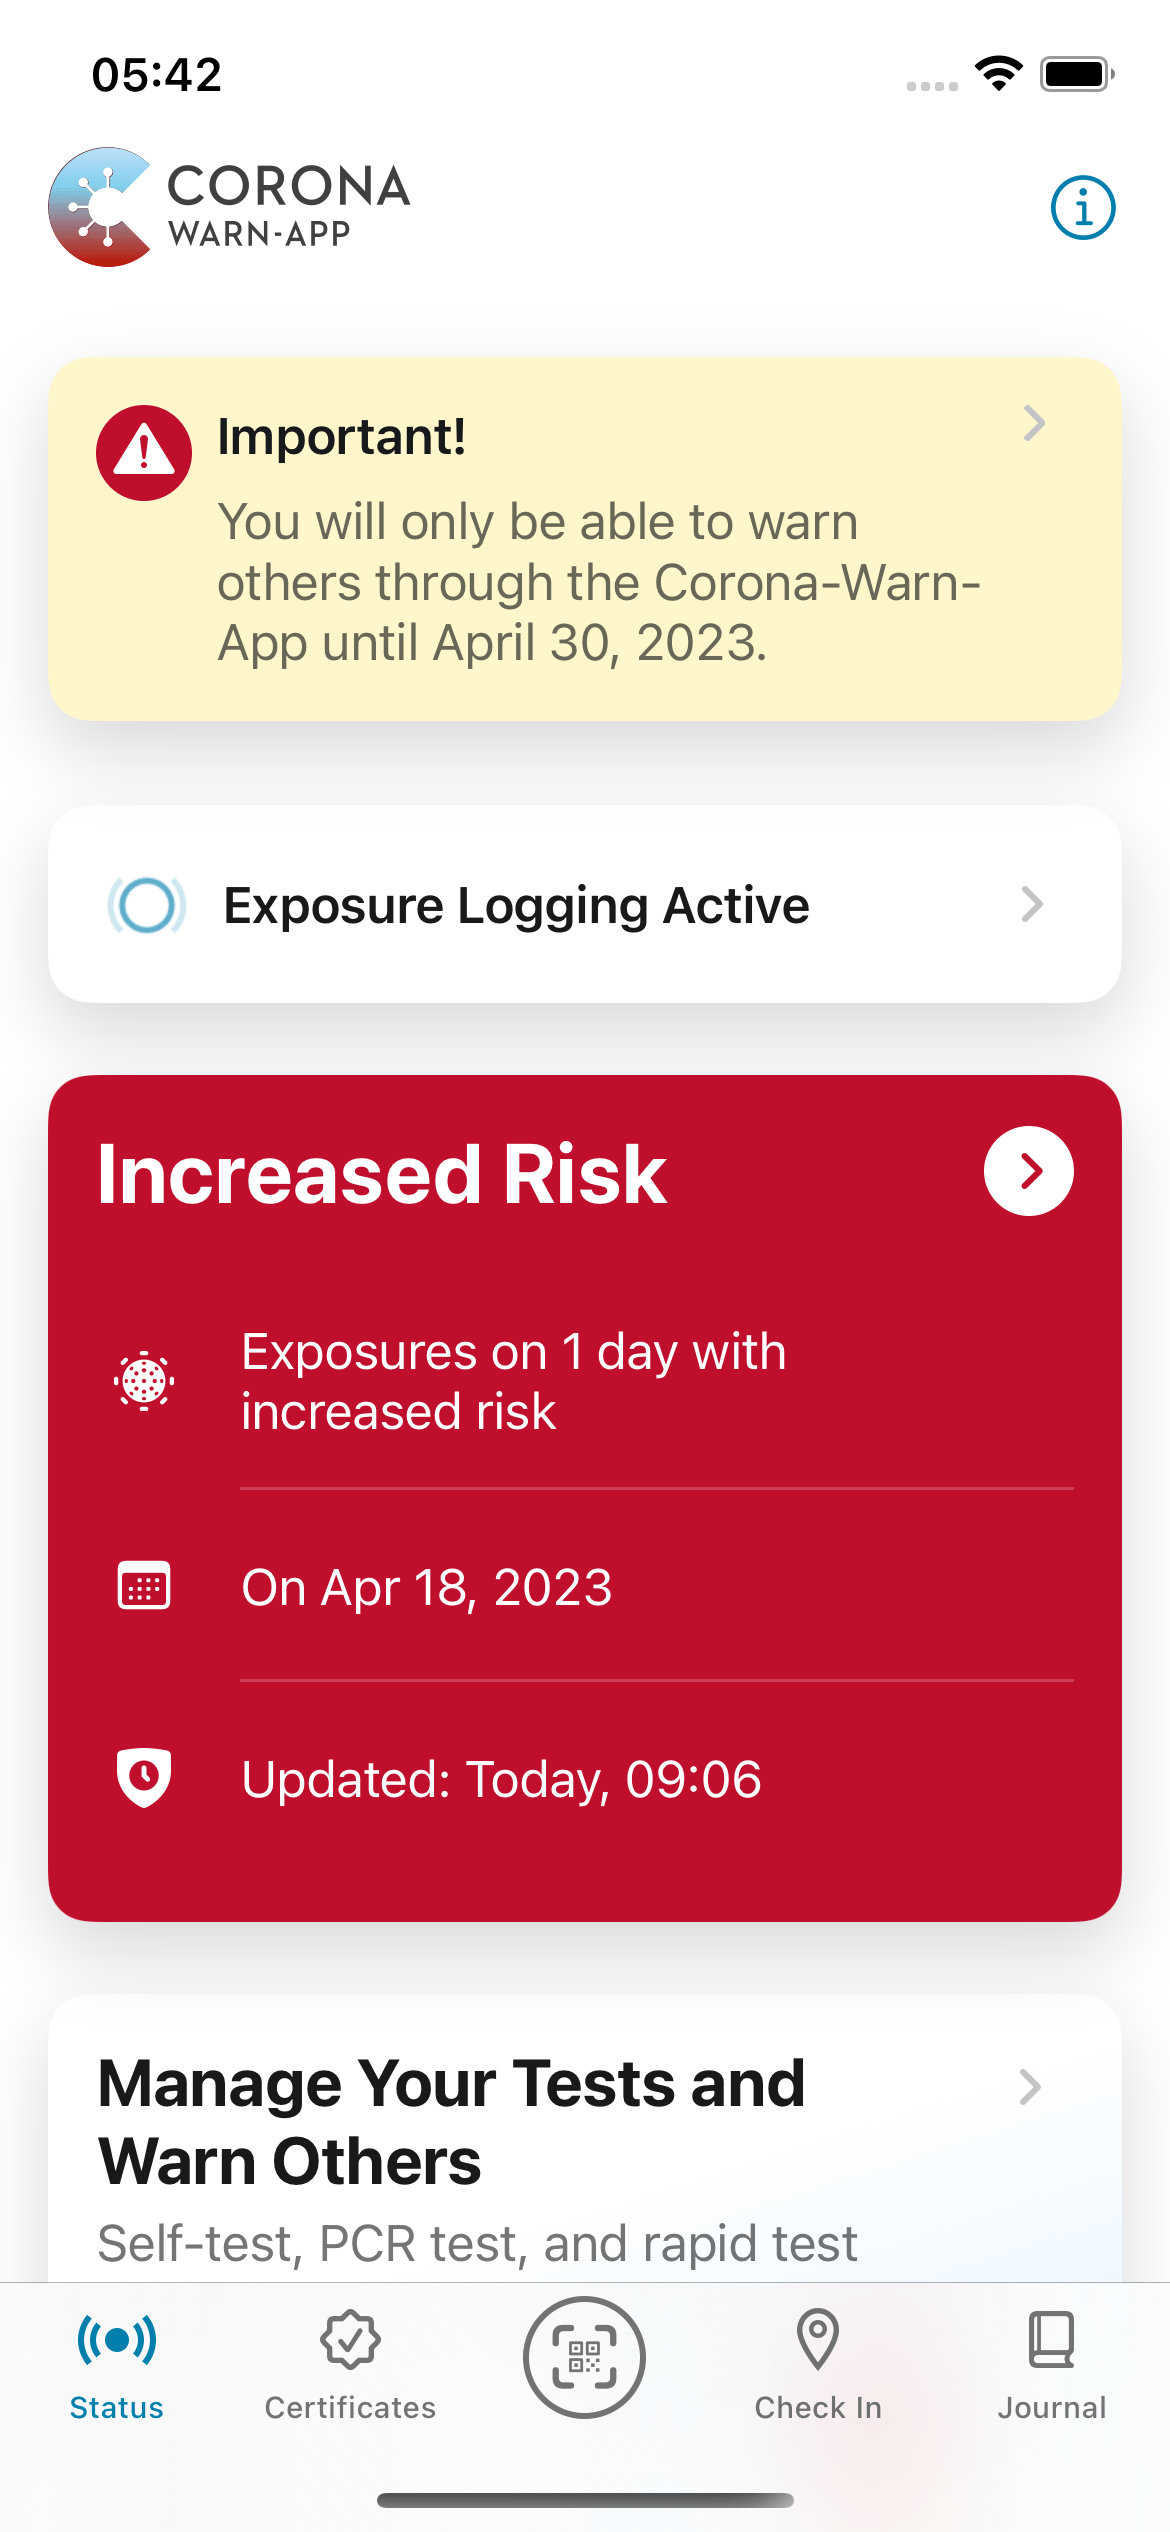 05:42
CORONA
WARN-APP
Important!
You will only be able to warn
others through the Corona-Warn-
App until April 30, 2023.
Exposure Logging Active
Increased Risk
Exposures on 1 day with
increased risk
On Apr 18, 2023
Updated: Today, 09:06
Manage Your Tests and
Warn Others
Self-test, PCR test, and rapid test
Status
Certificates
Check In
Journal